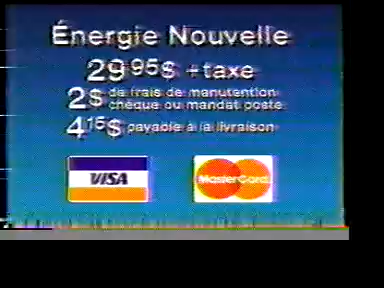 Énergie Nouvelle
29 95$ + taxe
2$ de frais de manutention
chèque ou mandat poste
4 15$ payable à la livraison
VISA
MasterCard